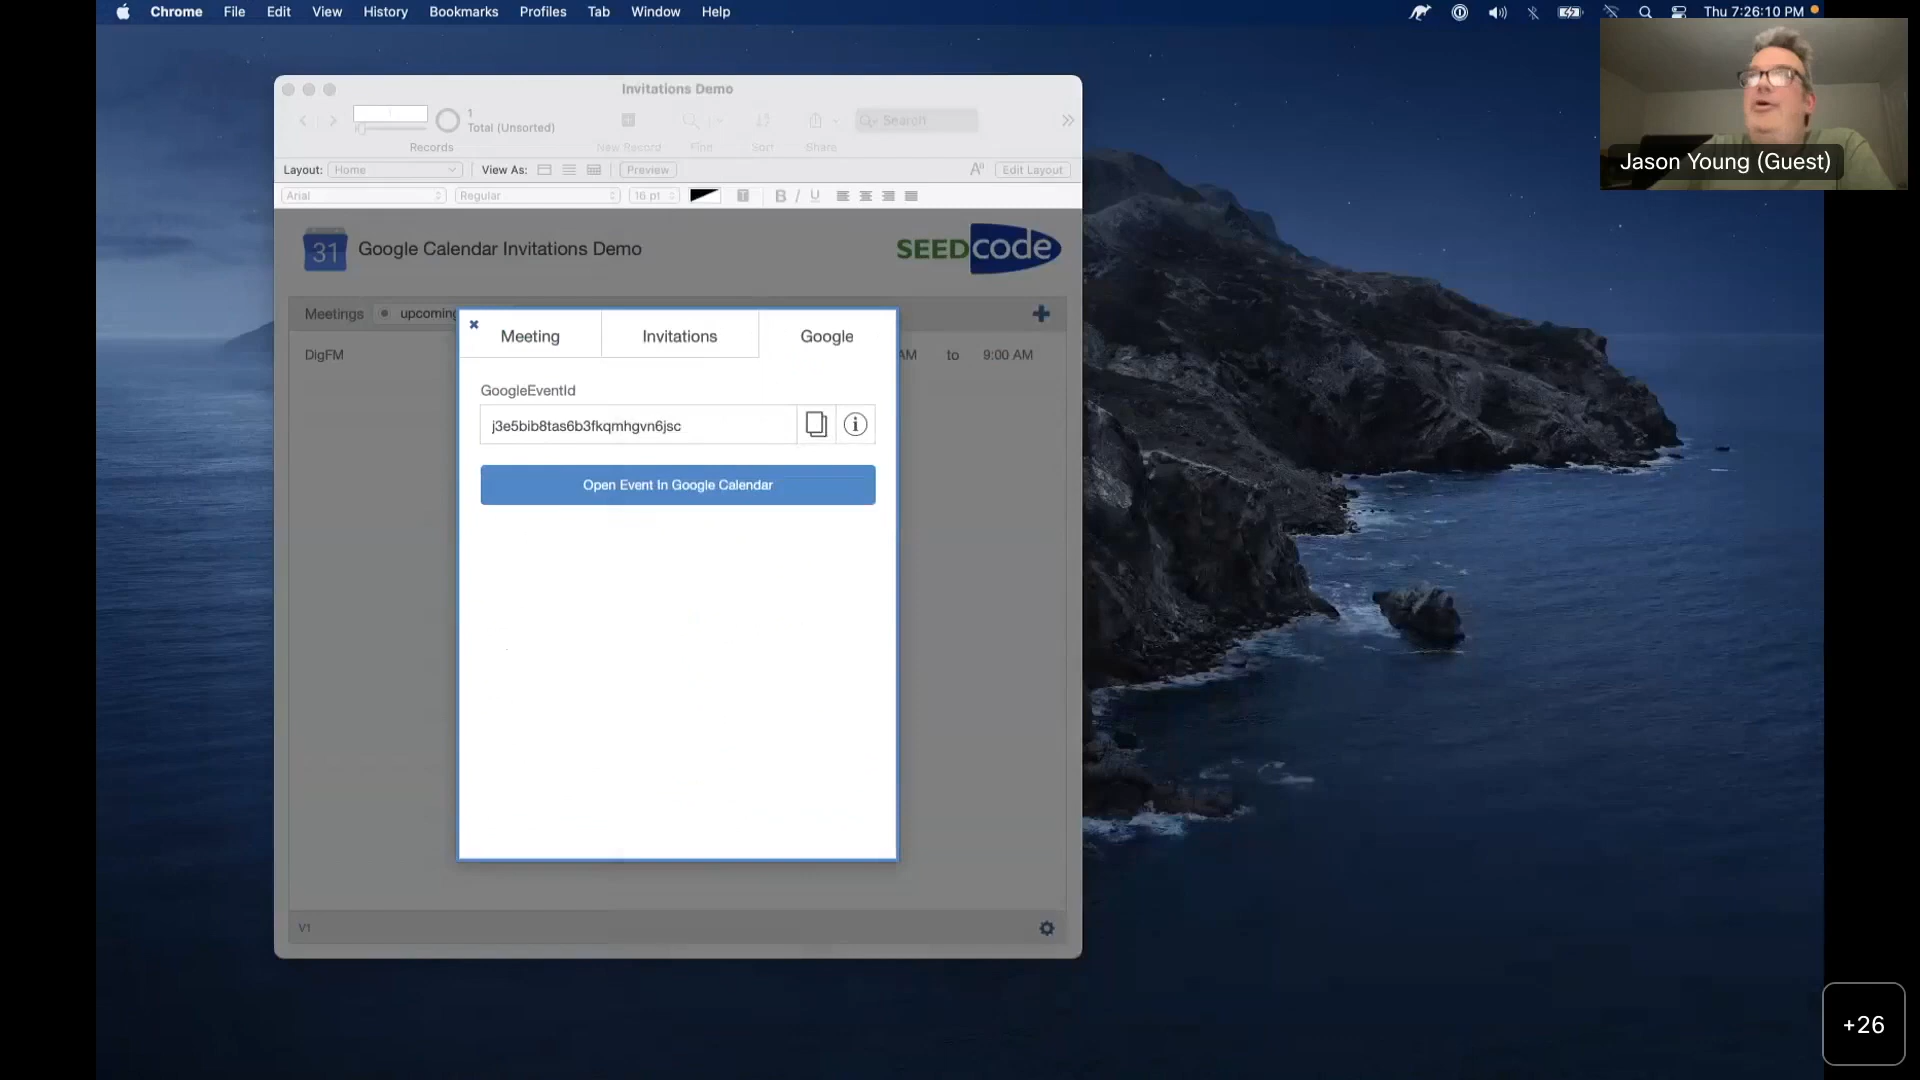 Chrome File Edit View History Bookmarks Profiles Tab Window Help
Thu 7:26:10 PM
Jason Young (Guest)
Invitations Demo
1
Total (Unsorted)
Search
Records
New Record
Find
Sort
Share
Layout: Home
View As:
Preview
Edit Layout
Arial
Regular
16 pt
B I U
31
Google Calendar Invitations Demo
SEEDcode
Meetings
upcoming
DigFM
AM to 9:00 AM
Meeting
Invitations
Google
GoogleEventId
j3e5bib8tas6b3fkqmhgvn6jsc
Open Event In Google Calendar
V1
+26